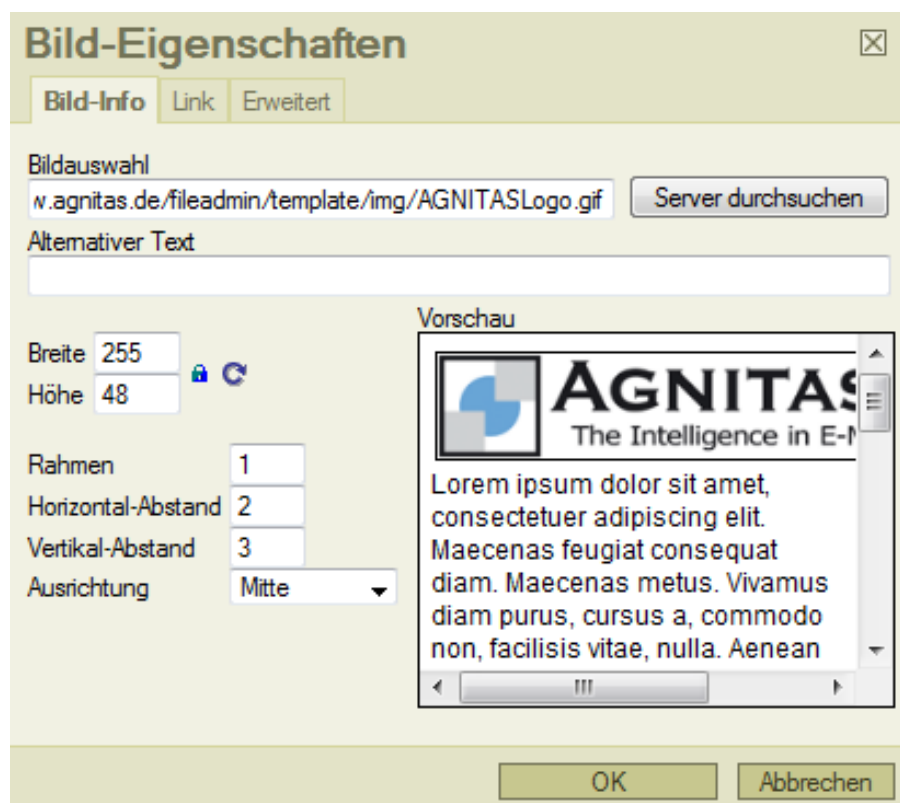 Bild-Eigenschaften
Bild-Info Link Erweitert
Bildauswahl
w.agnitas.de/fileadmin/template/img/AGNITASLogo.gif Server durchsuchen
Alternativer Text
Vorschau
Breite 255
Höhe 48
AGNITAS
The Intelligence in E-M
Rahmen 1
Horizontal-Abstand 2
Vertikal-Abstand 3
Ausrichtung Mitte
Lorem ipsum dolor sit amet,
consectetuer adipiscing elit.
Maecenas feugiat consequat
diam. Maecenas metus. Vivamus
diam purus, cursus a, commodo
non, facilisis vitae, nulla. Aenean
OK Abbrechen